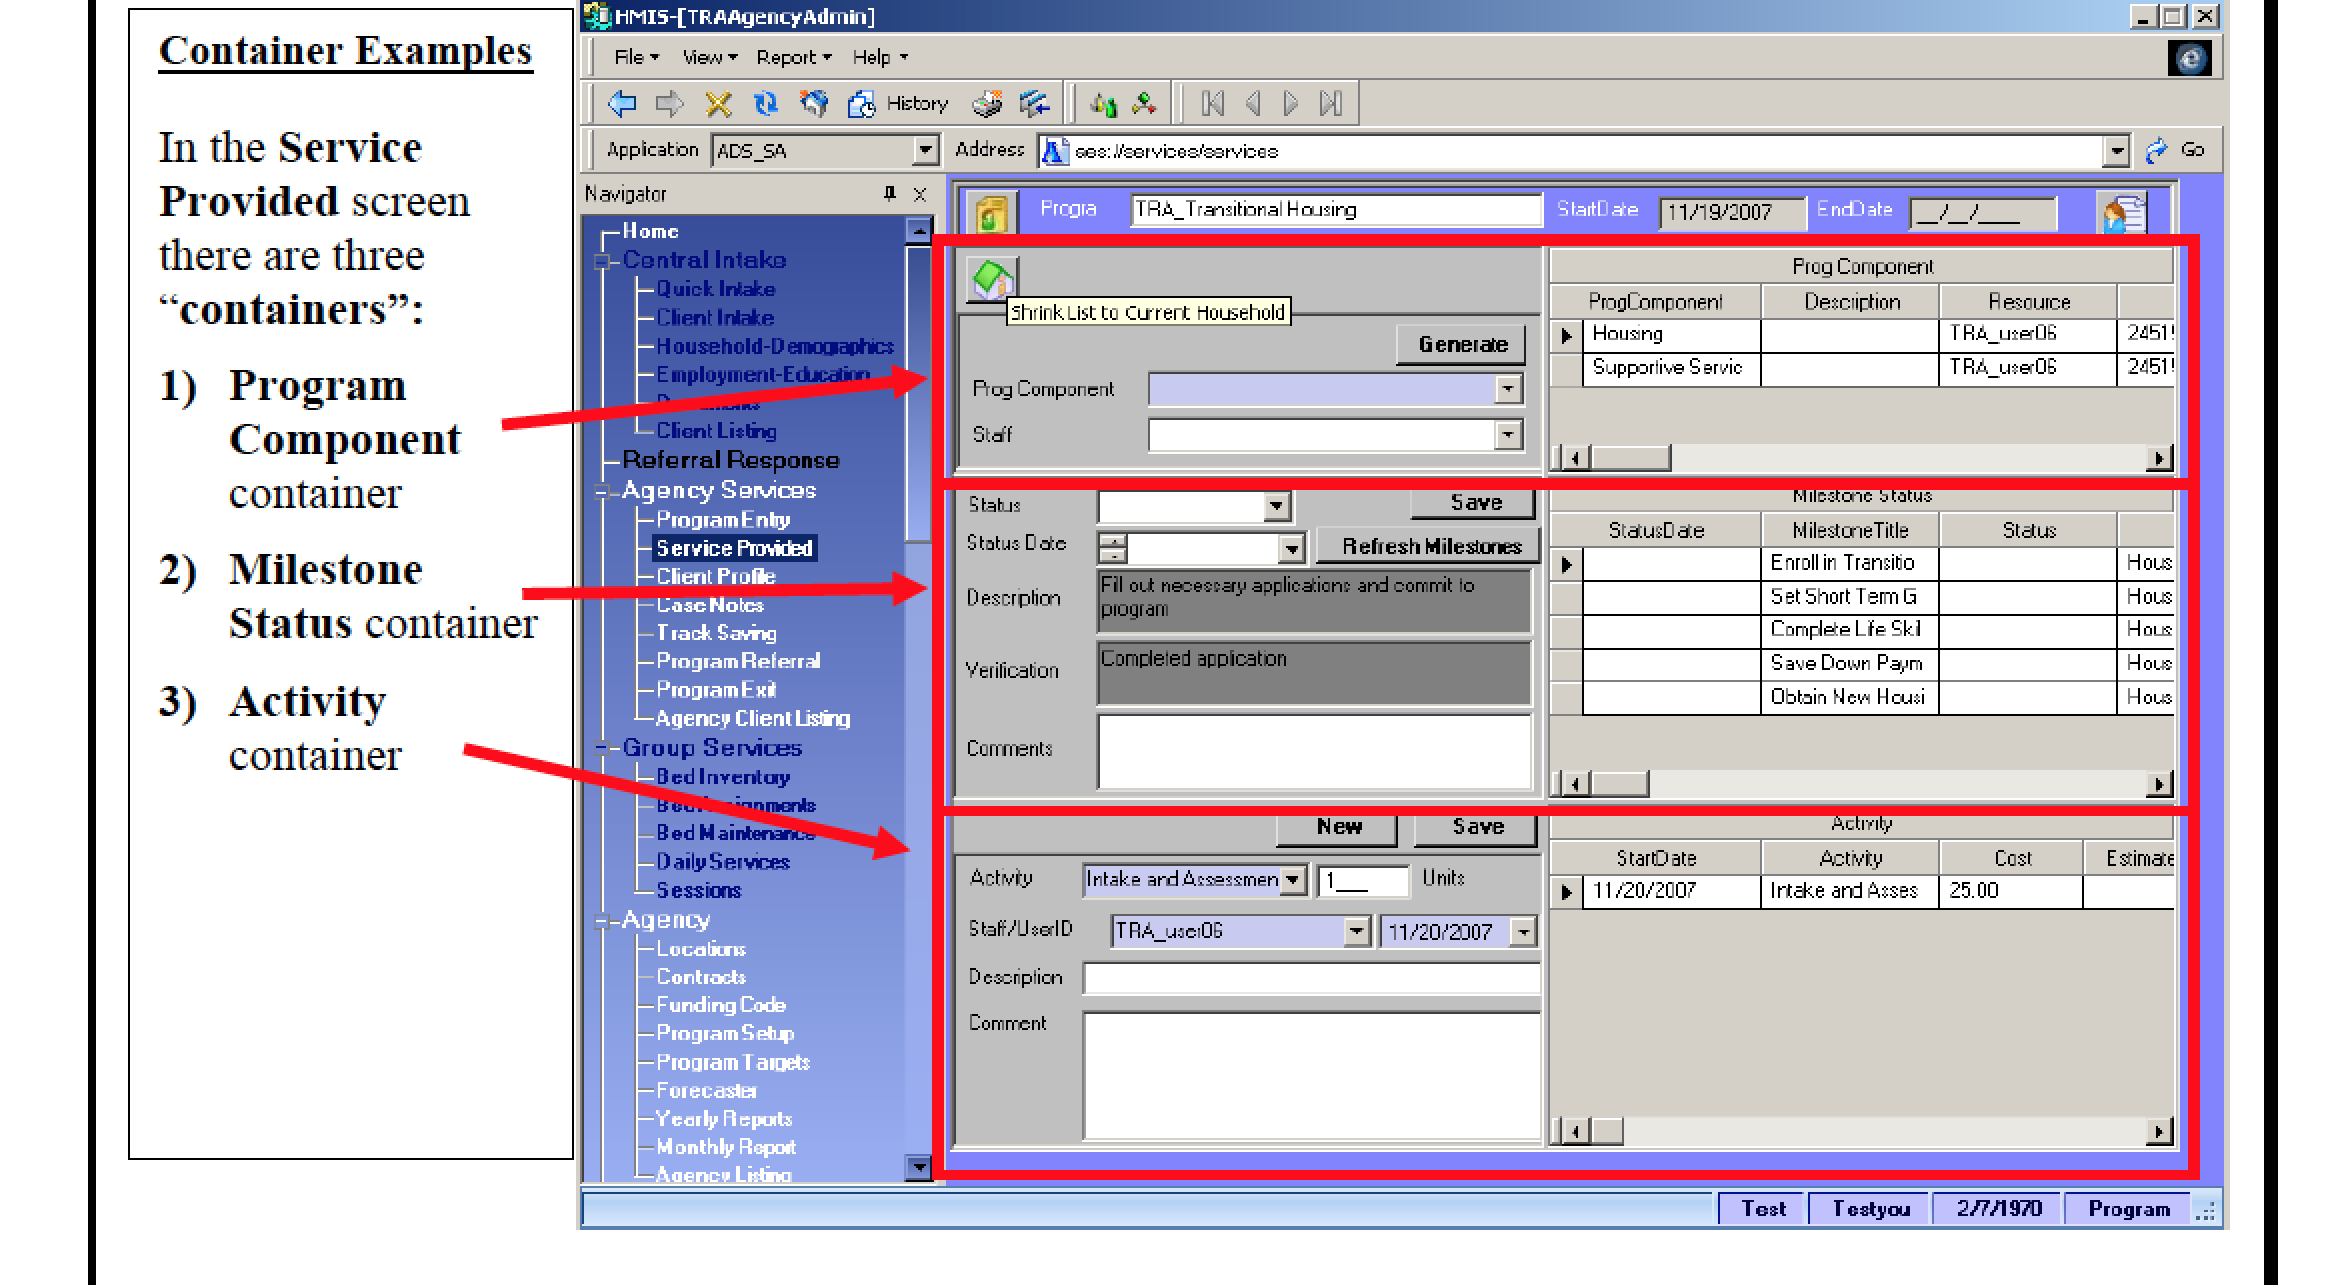 Container Examples
In the Service
Provided screen
there are three
“containers”:
1) Program
Component
container
2) Milestone
Status container
3) Activity
container
HMIS-[TRAAgencyAdmin]
File View Report Help
History
Application ADS_SA Address aes://services/services Go
Navigator
Home
Central Intake
Quick Intake
Client Intake
Household-Demographics
Employment-Education
Client Listing
Referral Response
Agency Services
Program Entry
Service Provided
Client Profile
Case Notes
Track Saving
Program Referral
Program Exit
Agency Client Listing
Group Services
Bed Inventory
Bed Assignments
Bed Maintenance
Daily Services
Sessions
Agency
Locations
Contracts
Funding Code
Program Setup
Program Targets
Forecaster
Yearly Reports
Monthly Report
Agency Listing
Progra TRA_Transitional Housing StartDate 11/19/2007 EndDate _/_/___
Shrink List to Current Household
Generate
Prog Component
Staff
Prog Component
ProgComponent Description Resource
Housing TRA_user06 2451
Supportive Servic TRA_user06 2451
Status Save
Status Date Refresh Milestones
Description Fill out necessary applications and commit to
program
Verification Completed application
Comments
Milestone Status
StatusDate MilestoneTitle Status
Enroll in Transitio Hous
Set Short Term G Hous
Complete Life Skil Hous
Save Down Paym Hous
Obtain New Housi Hous
New Save
Activity Intake and Assessmen 1___ Units
Staff/UserID TRA_user06 11/20/2007
Description
Comment
Activity
StartDate Activity Cost Estimate
11/20/2007 Intake and Asses 25.00
Test Testyou 2/7/1970 Program